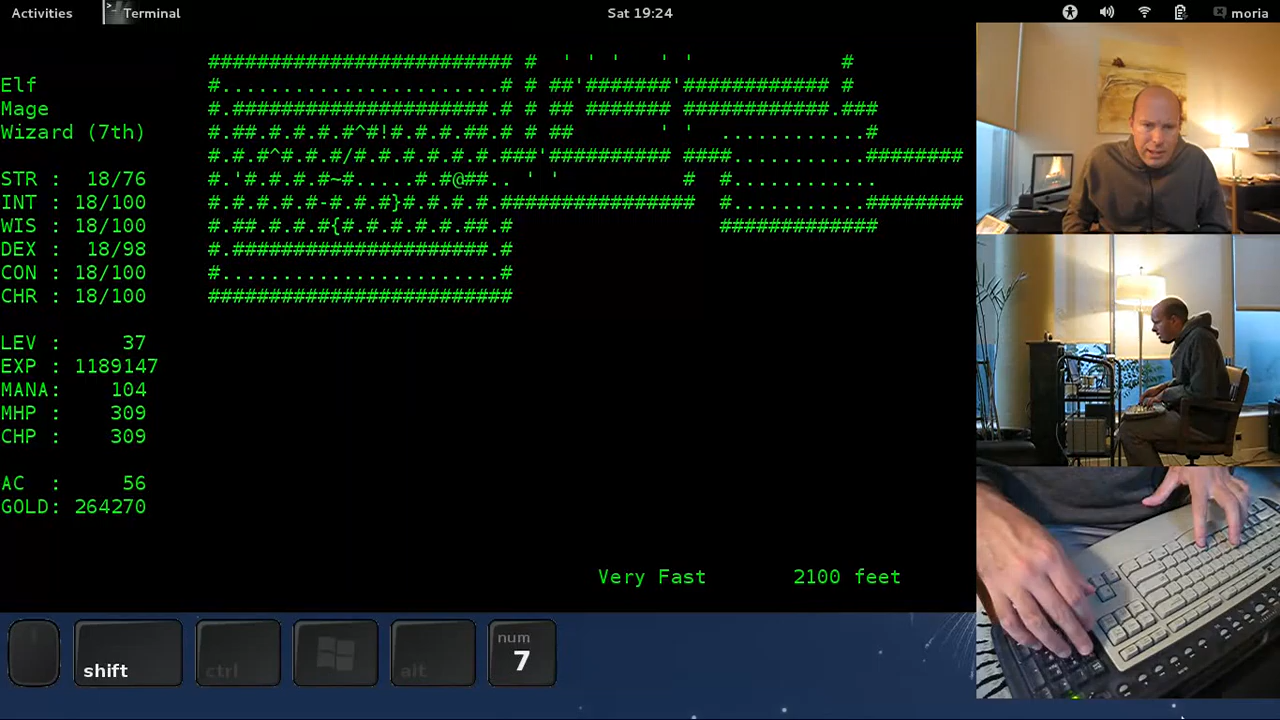 Activities Terminal Sat 19:24 moria
######################### #  ' ' '   ' '            #
Elf #.......................# # ##'#######'############ #
Mage #.#####################.# # ## ####### ############.###
Wizard (7th) #.##.#.#.#.#^#!#.#.#.##.# # ##       ' '  ............#
#.#.#^#.#.#/#.#.#.#.#.#.###'########## ####...........########
STR : 18/76 #.'#.#.#.#~#.....#.#@##.. ' '          #  #............
INT : 18/100 #.#.#.#.#-#.#.#}#.#.#.#.################  #...........########
WIS : 18/100 #.##.#.#.#{#.#.#.#.#.##.#                 #############
DEX : 18/98 #.#####################.#
CON : 18/100 #.......................#
CHR : 18/100 #########################
LEV : 37
EXP : 1189147
MANA: 104
MHP : 309
CHP : 309
AC : 56
GOLD: 264270
Very Fast 2100 feet
shift ctrl alt num 7